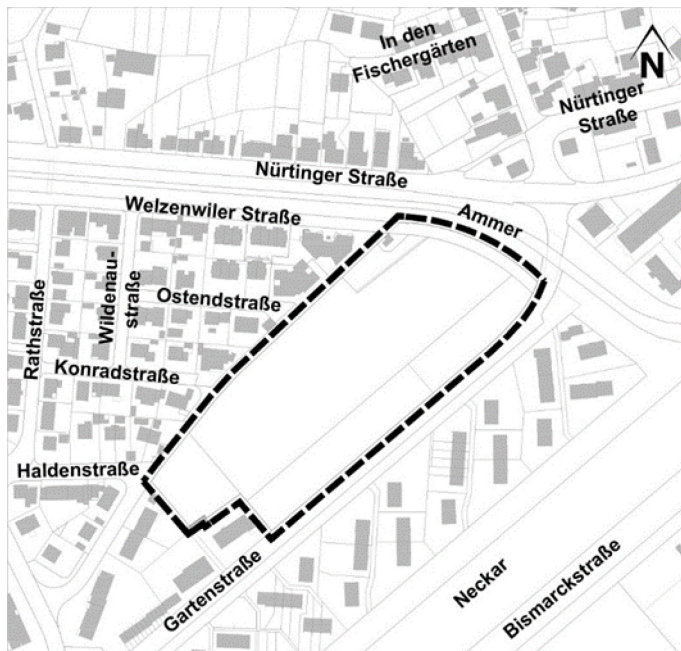 In den
Fischergärten
N
Nürtinger
Straße
Nürtinger Straße
Welzenwiler Straße
Ammer
Rathstraße
Wildenau-
straße
Ostendstraße
Konradstraße
Haldenstraße
Gartenstraße
Neckar
Bismarckstraße